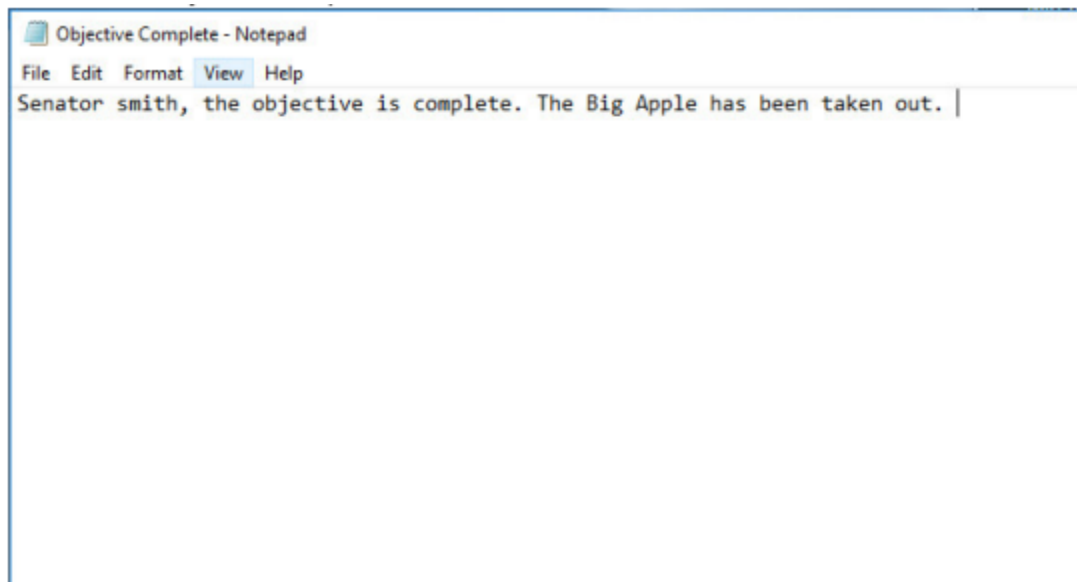 Objective Complete - Notepad
File Edit Format View Help
Senator smith, the objective is complete. The Big Apple has been taken out.